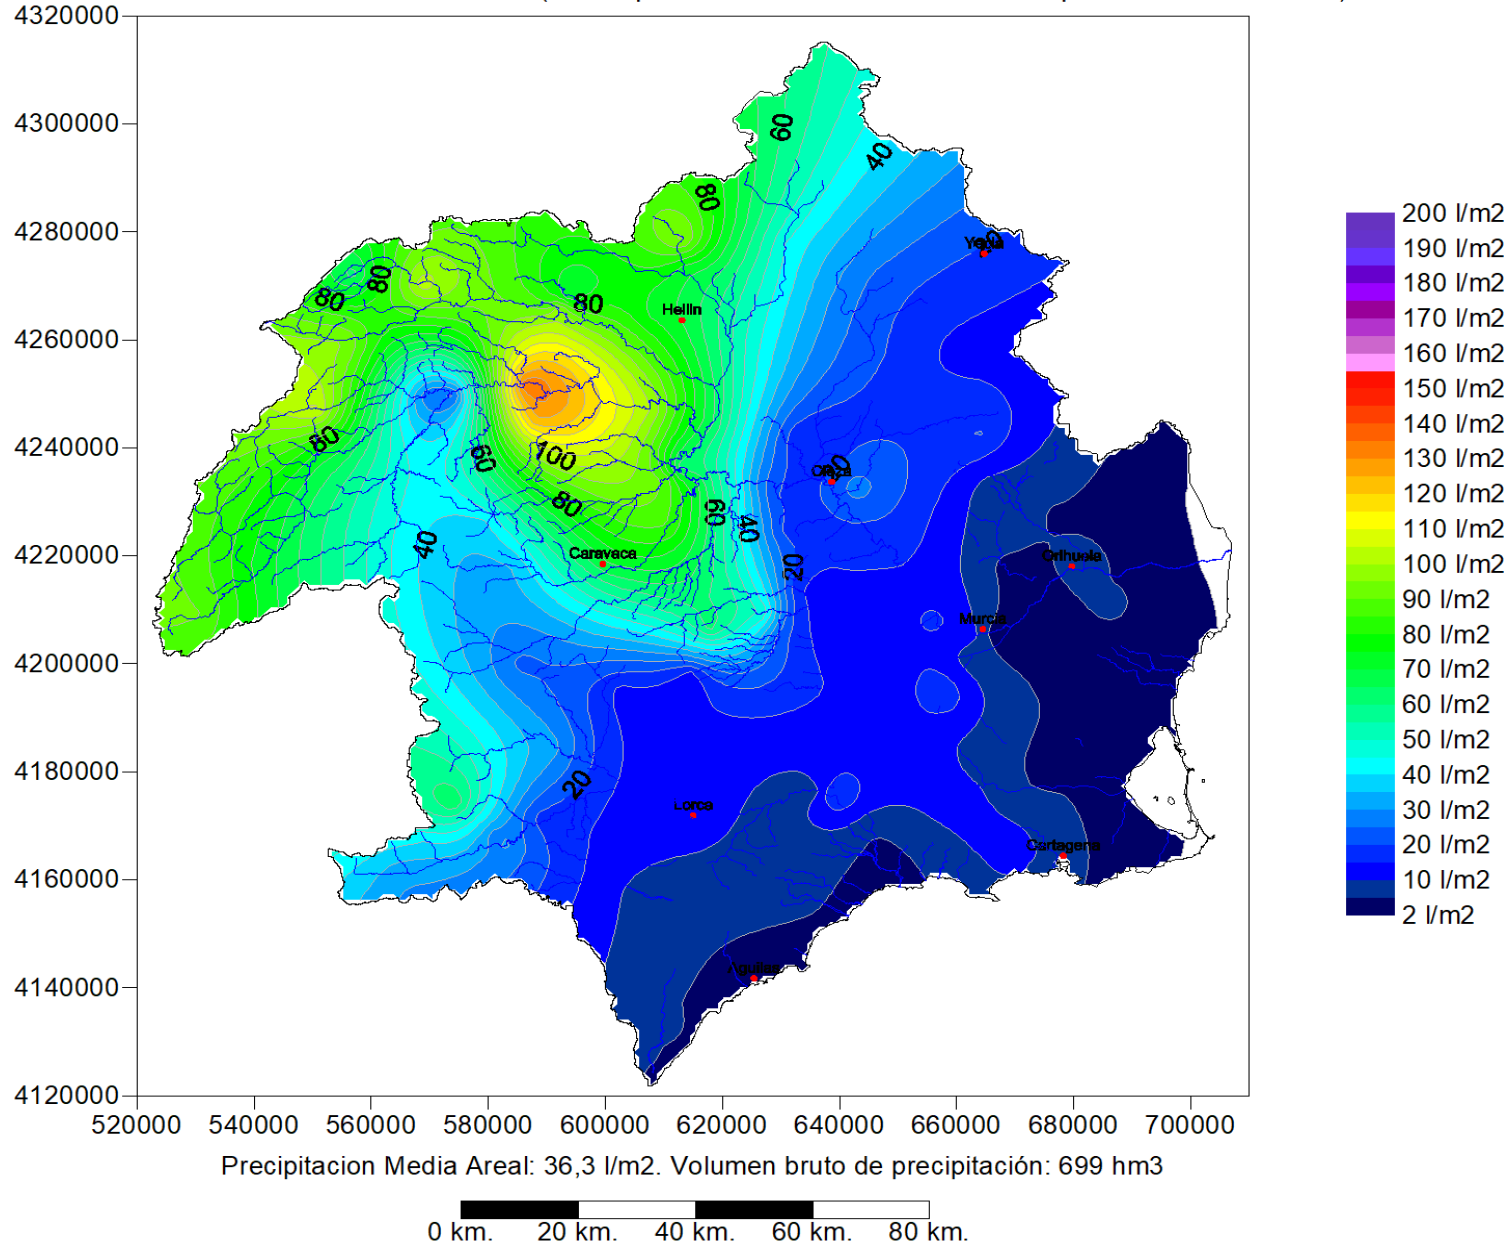 4320000
4300000
4280000
4260000
4240000
4220000
4200000
4180000
4160000
4140000
4120000
520000 540000 560000 580000 600000 620000 640000 660000 680000 700000
60
40
80
80
80
80
60
60
100
80
60
40
40
20
20
Yecla
Hellin
Cieza
Caravaca
Orihuela
Murcia
Lorca
Cartagena
Aguilas
200 l/m2
190 l/m2
180 l/m2
170 l/m2
160 l/m2
150 l/m2
140 l/m2
130 l/m2
120 l/m2
110 l/m2
100 l/m2
90 l/m2
80 l/m2
70 l/m2
60 l/m2
50 l/m2
40 l/m2
30 l/m2
20 l/m2
10 l/m2
2 l/m2
Precipitacion Media Areal: 36,3 l/m2. Volumen bruto de precipitación: 699 hm3
0 km. 20 km. 40 km. 60 km. 80 km.